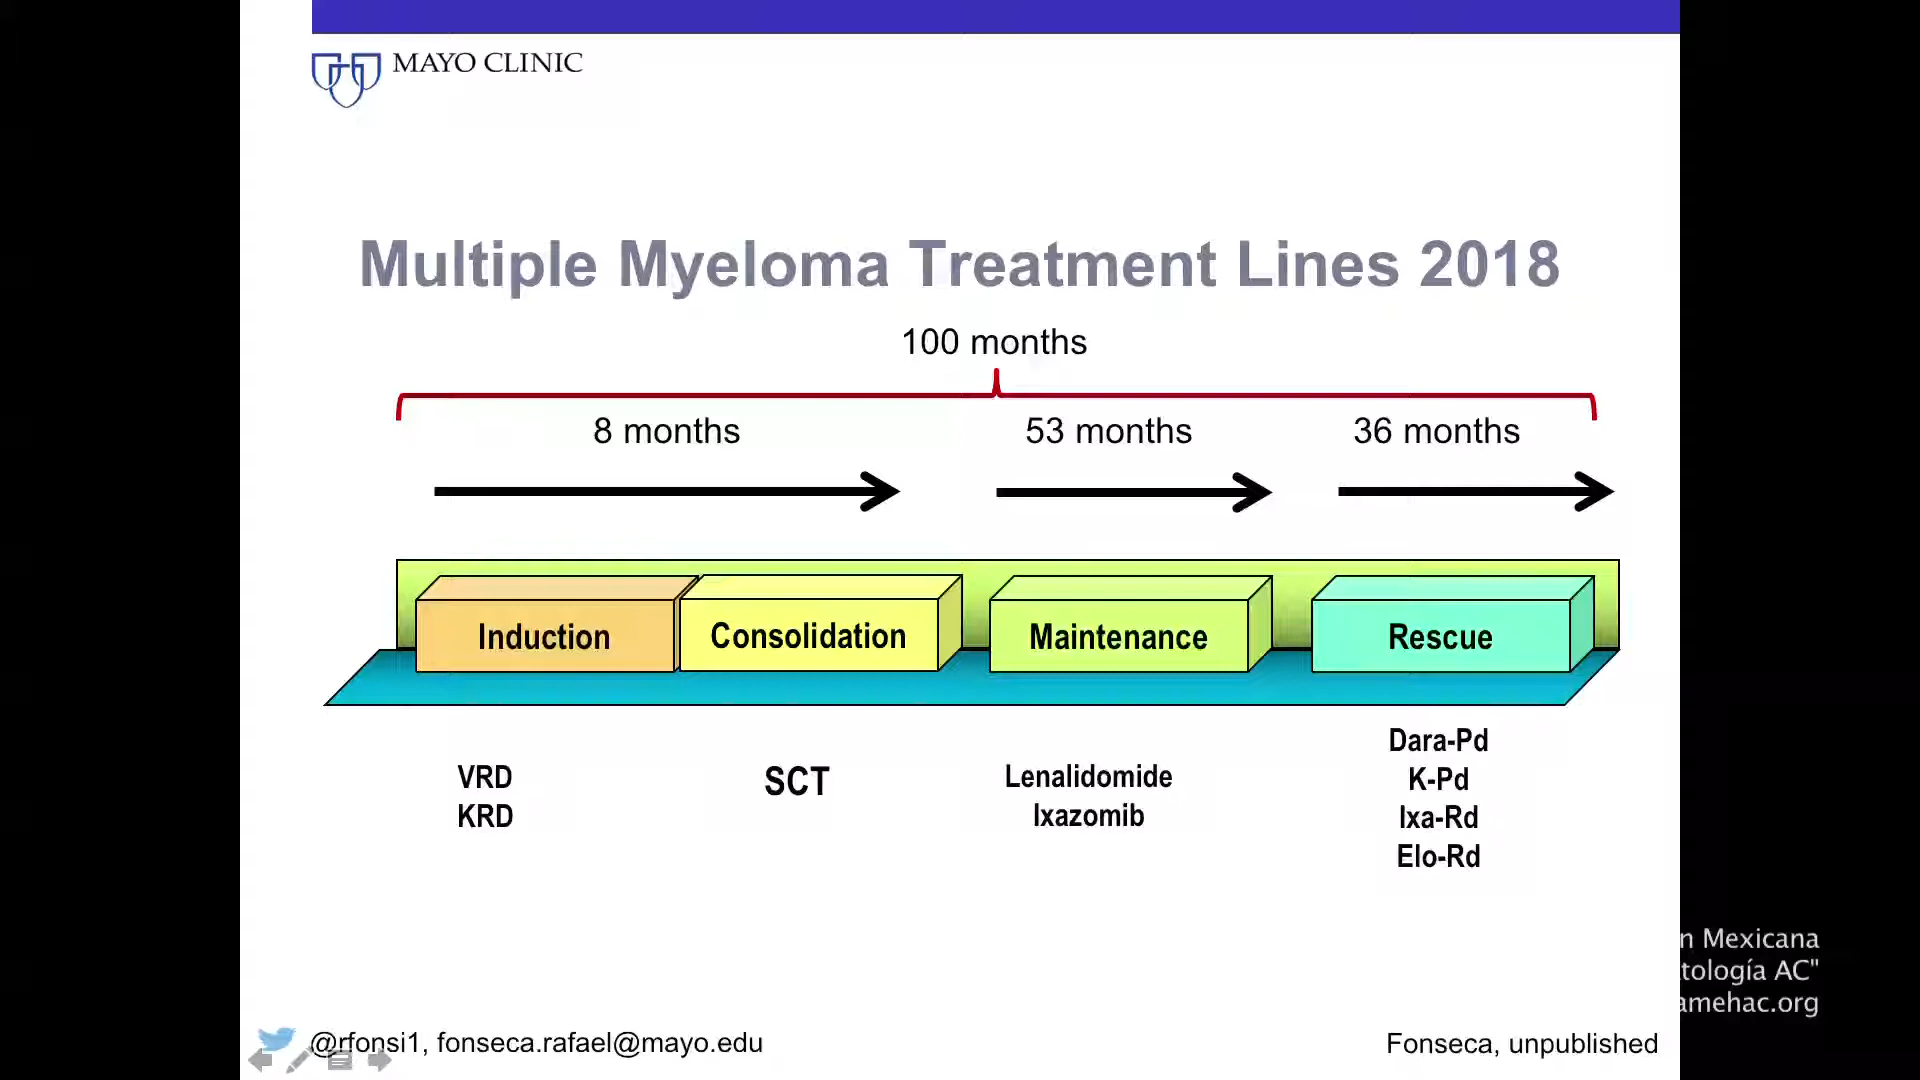 MAYO CLINIC
Multiple Myeloma Treatment Lines 2018
100 months
8 months
53 months
36 months
Induction
Consolidation
Maintenance
Rescue
VRD
KRD
SCT
Lenalidomide
Ixazomib
Dara-Pd
K-Pd
Ixa-Rd
Elo-Rd
n Mexicana
tología AC"
amehac.org
@rfonsi1, fonseca.rafael@mayo.edu
Fonseca, unpublished